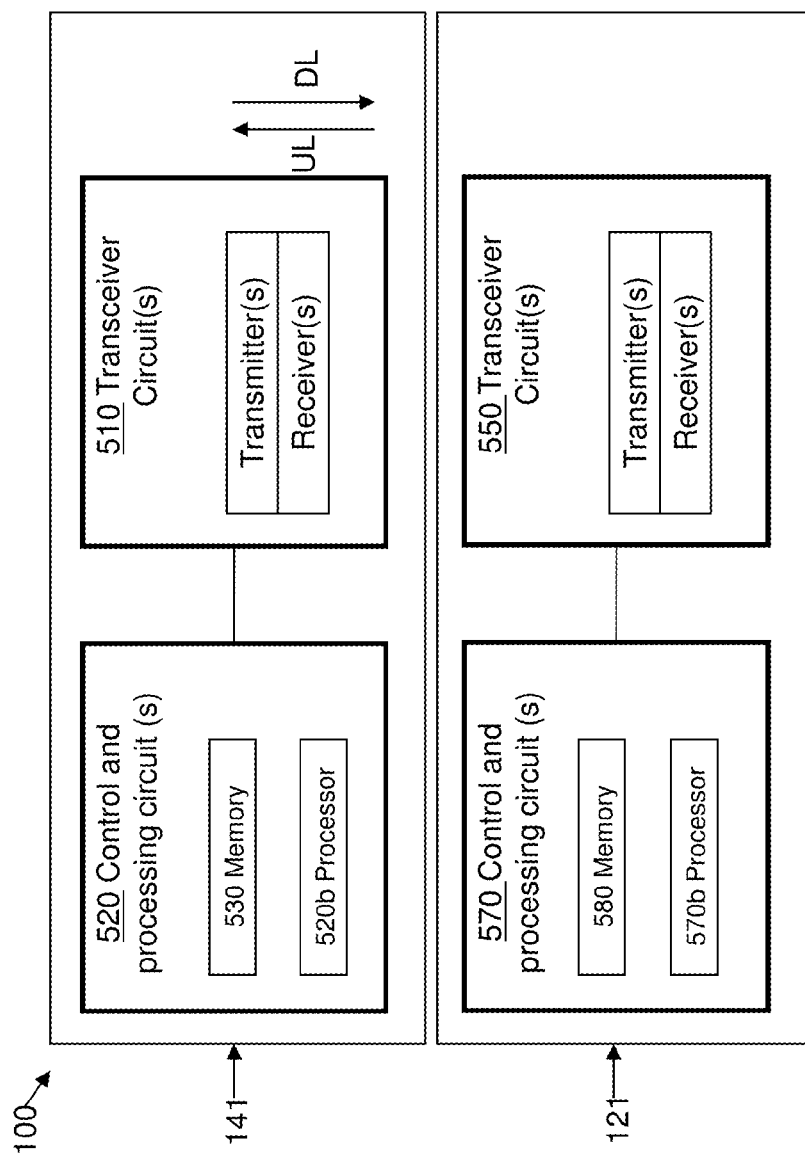 100
141
520 Control and
processing circuit (s)
530 Memory
520b Processor
510 Transceiver
Circuit(s)
Transmitter(s)
Receiver(s)
UL
DL
121
570 Control and
processing circuit (s)
580 Memory
570b Processor
550 Transceiver
Circuit(s)
Transmitter(s)
Receiver(s)